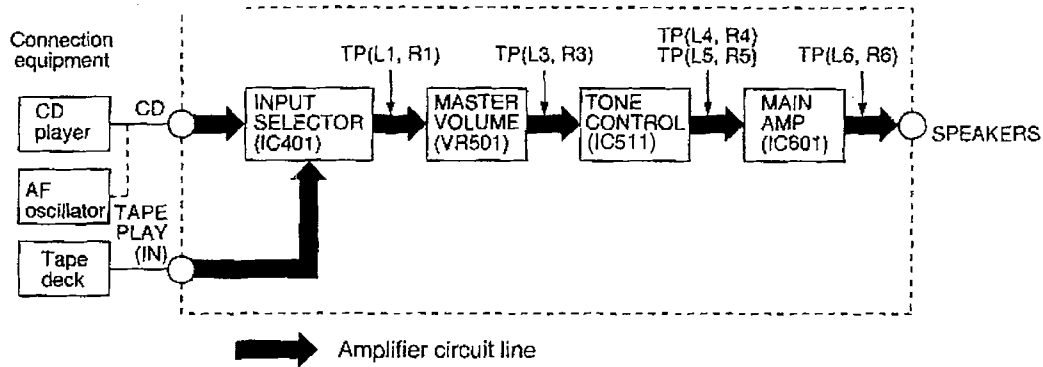 Connection
equipment
CD
player
CD
AF
oscillator
TAPE
PLAY
(IN)
Tape
deck
INPUT
SELECTOR
(IC401)
TP(L1, R1)
MASTER
VOLUME
(VR501)
TP(L3, R3)
TONE
CONTROL
(IC511)
TP(L4, R4)
TP(L5, R5)
MAIN
AMP
(IC601)
TP(L6, R6)
SPEAKERS
Amplifier circuit line